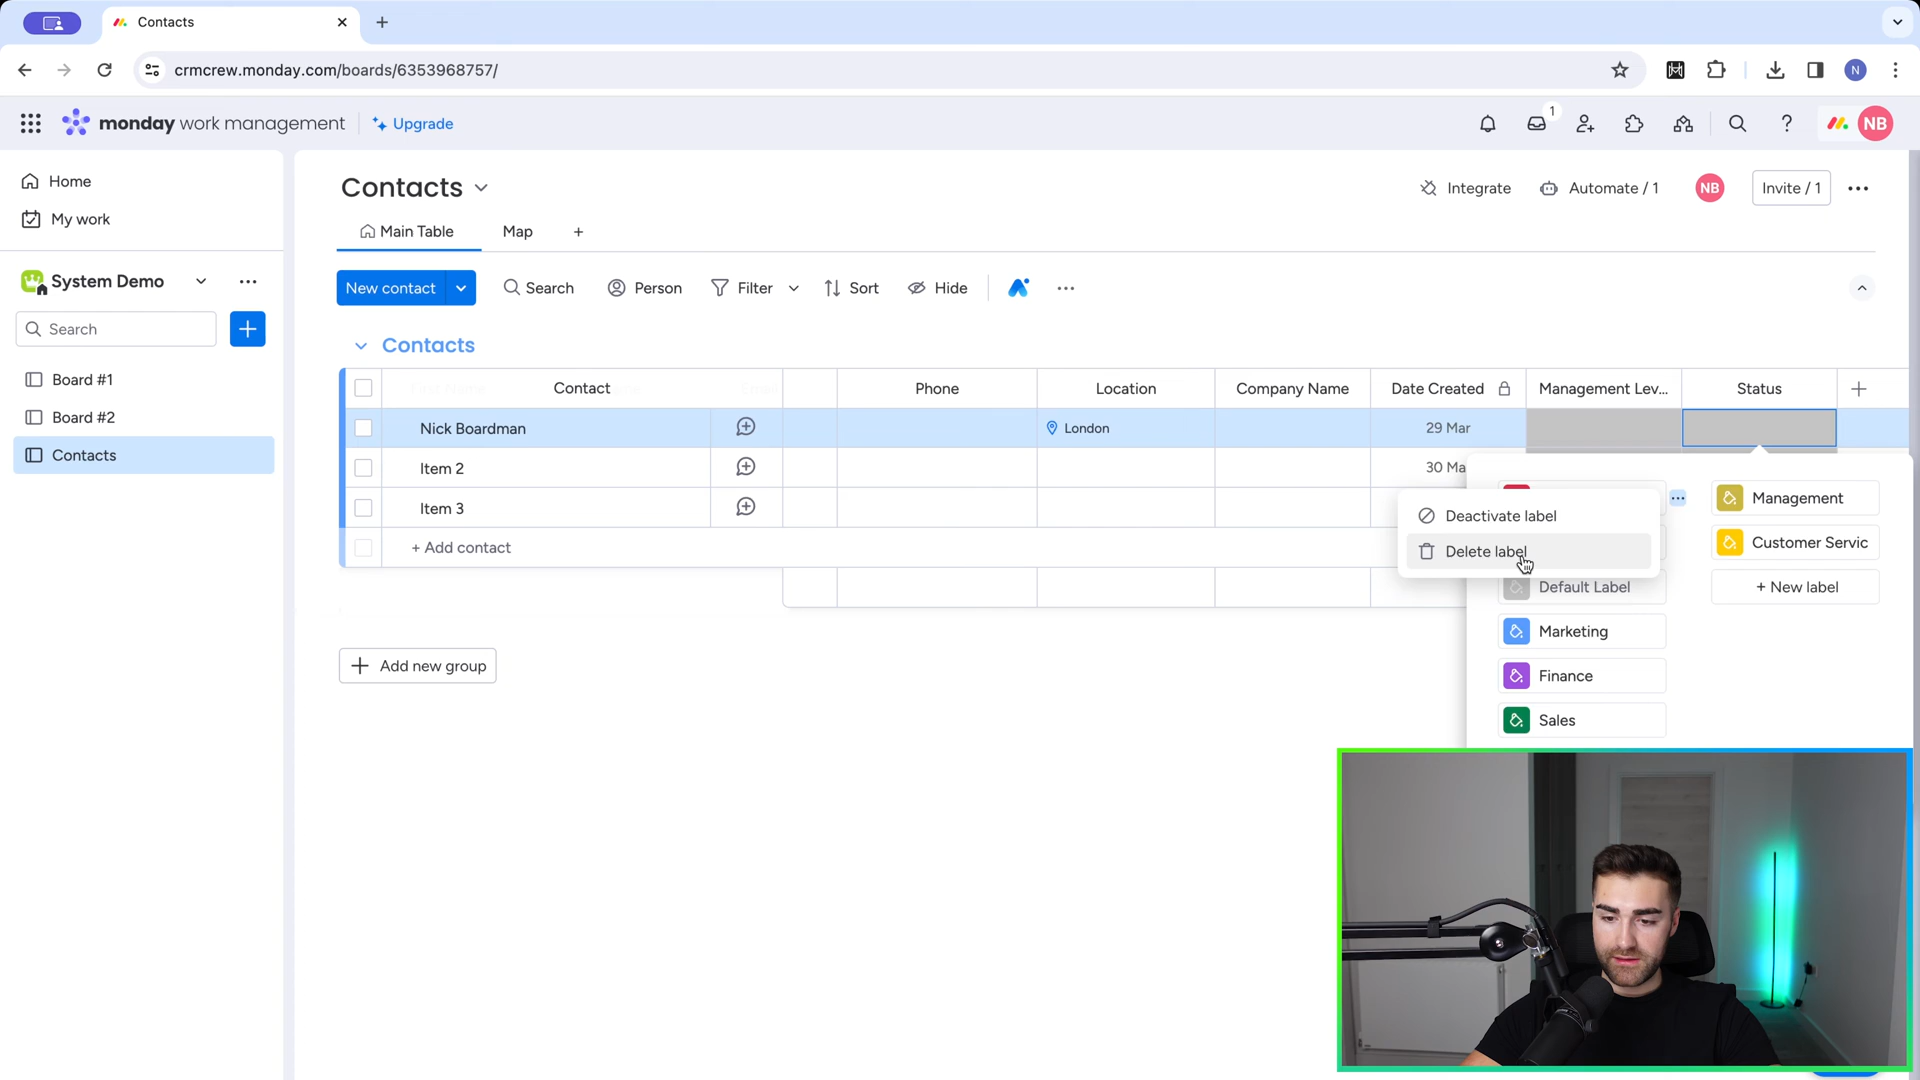 Contacts
crmcrew.monday.com/boards/6353968757/
N
monday work management
Upgrade
1
NB
Home
My work
System Demo
Search
Board #1
Board #2
Contacts
Contacts
Integrate
Automate / 1
NB
Invite / 1
Main Table
Map
New contact
Search
Person
Filter
Sort
Hide
Contacts
Contact
Phone
Location
Company Name
Date Created
Management Lev...
Status
Nick Boardman
London
29 Mar
Item 2
30 Ma
Item 3
+ Add contact
Add new group
Deactivate label
Delete label
Default Label
Marketing
Finance
Sales
Management
Customer Servic
+ New label